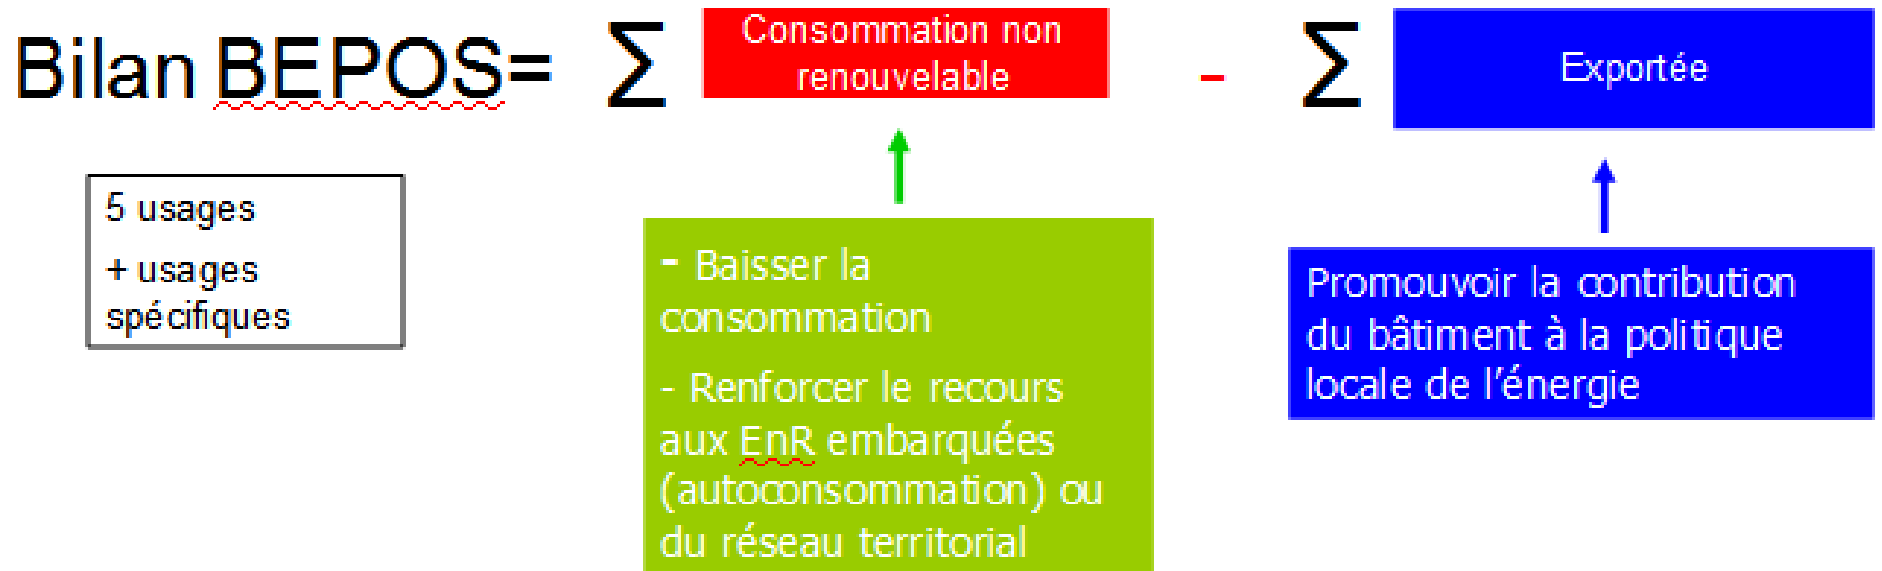 Bilan BEPOS= ∑ Consommation non
renouvelable
- ∑ Exportée
5 usages
+ usages
spécifiques
- Baisser la
consommation
- Renforcer le recours
aux EnR embarquées
(autoconsommation) ou
du réseau territorial
Promouvoir la contribution
du bâtiment à la politique
locale de l'énergie